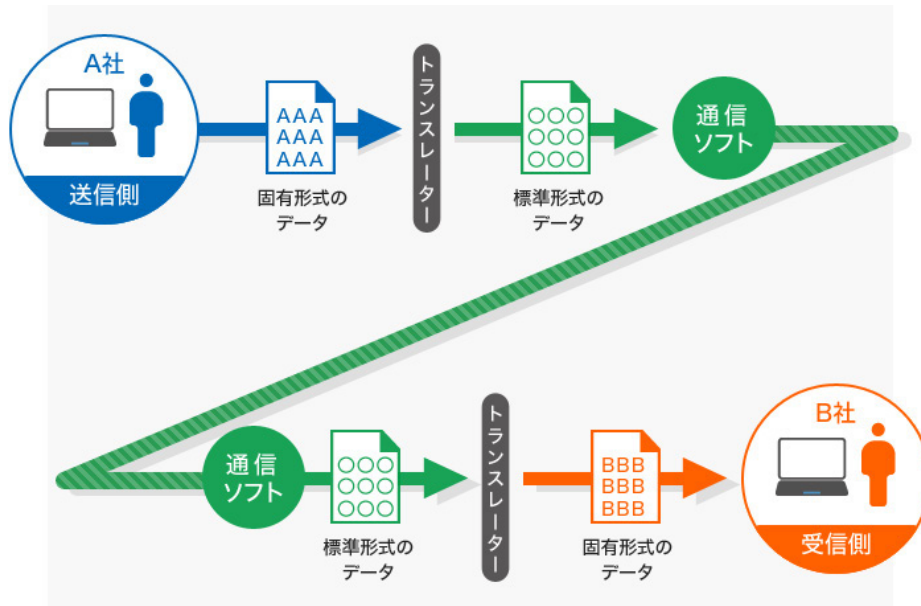 A社
送信側
AAA
AAA
AAA
固有形式の
データ
トランスレーター
○○○
○○○
○○○
標準形式の
データ
通信
ソフト
通信
ソフト
○○○
○○○
○○○
標準形式の
データ
トランスレーター
BBB
BBB
BBB
固有形式の
データ
B社
受信側